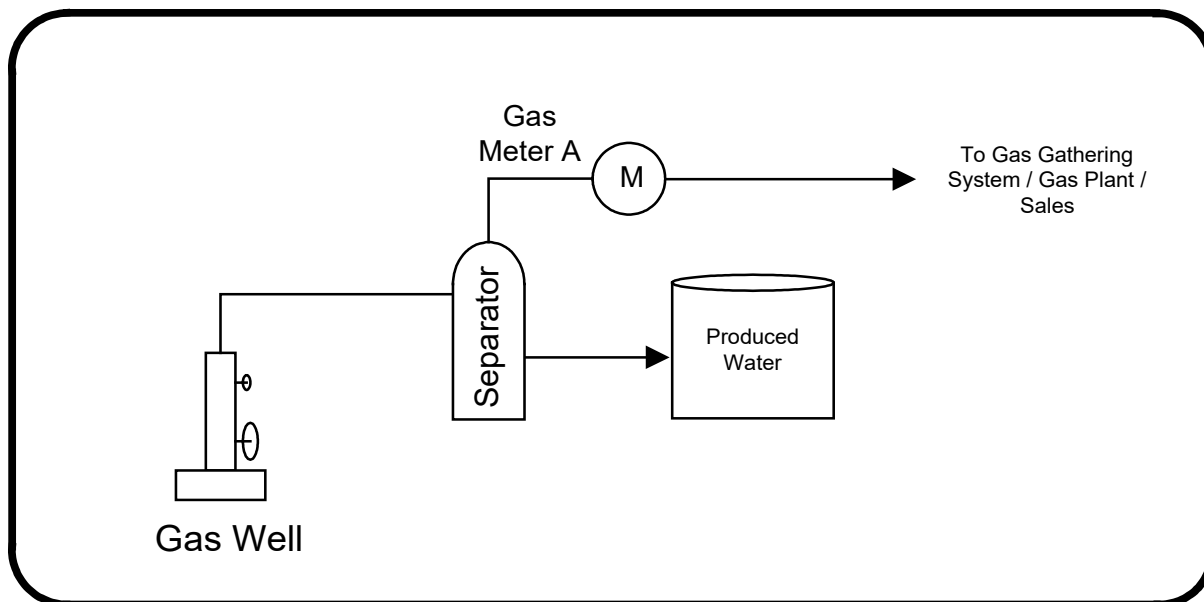 Gas
Meter A
M
To Gas Gathering
System / Gas Plant /
Sales
Separator
Produced
Water
Gas Well